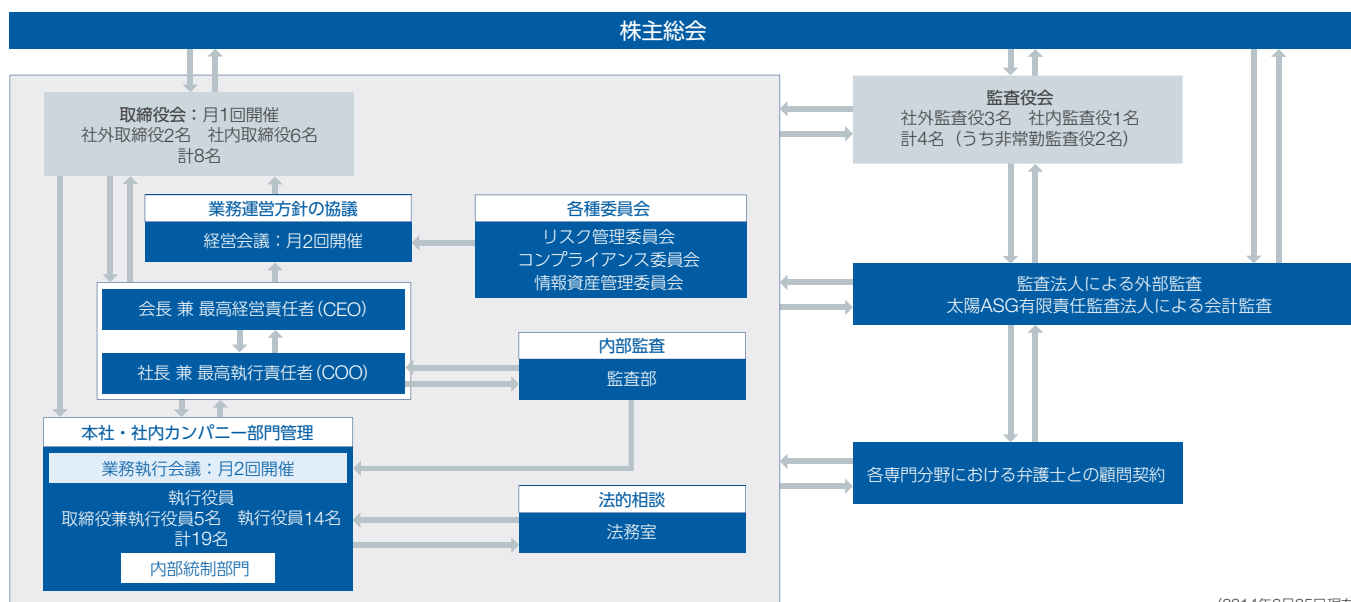 株主総会
取締役会：月1回開催
社外取締役2名　社内取締役6名
計8名
監査役会
社外監査役3名　社内監査役1名
計4名（うち非常勤監査役2名）
業務運営方針の協議
経営会議：月2回開催
各種委員会
リスク管理委員会
コンプライアンス委員会
情報資産管理委員会
会長 兼 最高経営責任者（CEO）
社長 兼 最高執行責任者（COO）
監査法人による外部監査
太陽ASG有限責任監査法人による会計監査
内部監査
監査部
本社・社内カンパニー部門管理
業務執行会議：月2回開催
執行役員
取締役兼執行役員5名　執行役員14名
計19名
内部統制部門
法的相談
法務室
各専門分野における弁護士との顧問契約